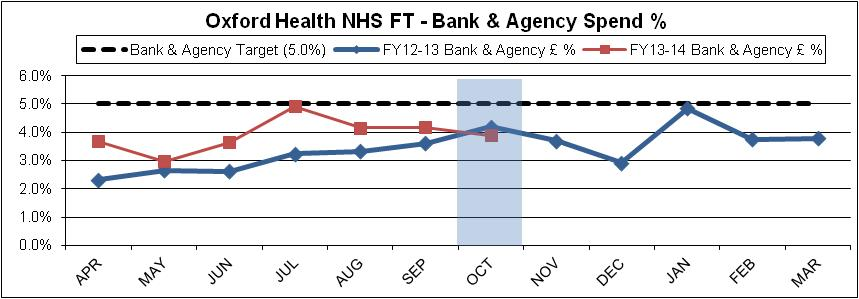 Oxford Health NHS FT - Bank & Agency Spend %
Bank & Agency Target (5.0%) FY12-13 Bank & Agency £ % FY13-14 Bank & Agency £ %
6.0%
5.0%
4.0%
3.0%
2.0%
1.0%
0.0%
APR MAY JUN JUL AUG SEP OCT NOV DEC JAN FEB MAR